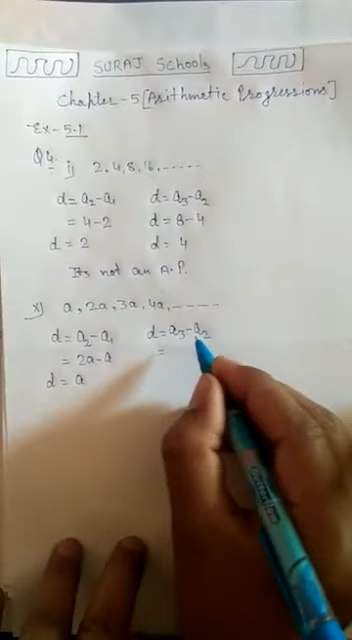 SURAJ Schools
Chapter-5 [Arithmetic Progressions]
Ex-5.1
Q4. i) 2, 4, 8, 16, ......
d = a₂-a₁ d = a₃-a₂
= 4-2 d = 8-4
d = 2 d = 4
Its not an A.P.
x) a, 2a, 3a, 4a, -----
d = a₂-a₁ d = a₃-a₂
= 2a-a =
d = a